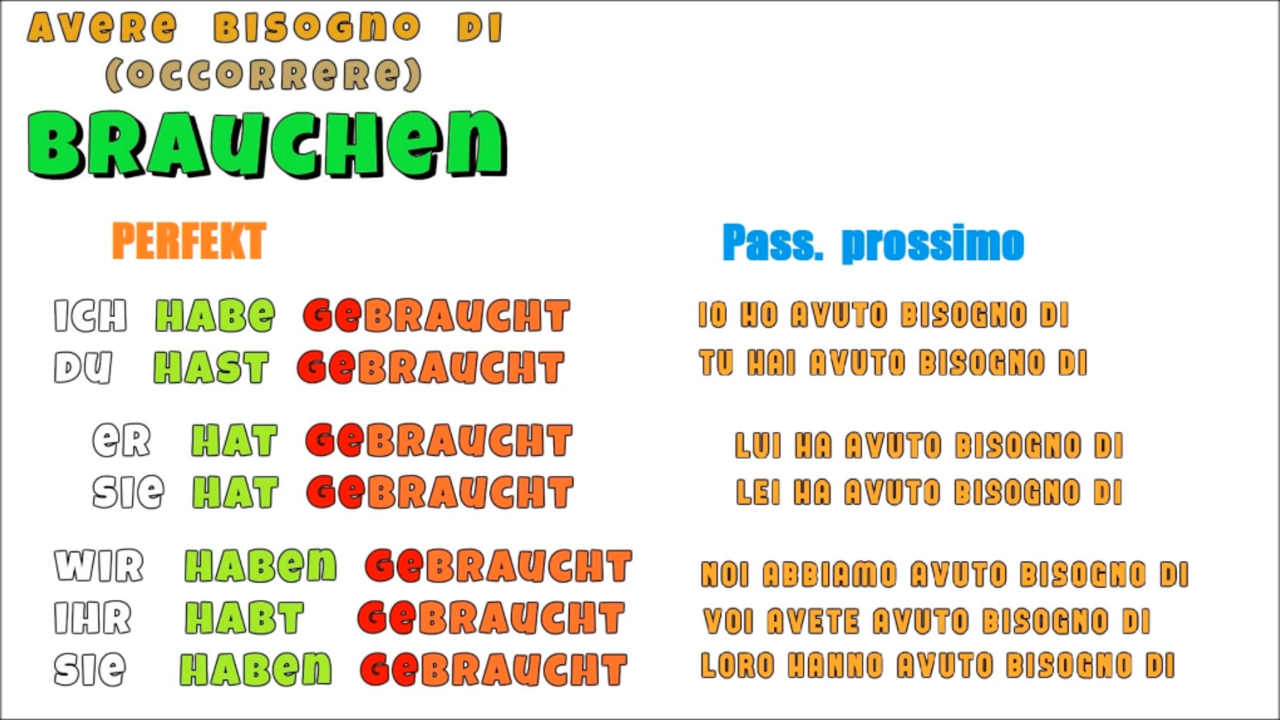 AVERE BISOGNO DI
(OCCORRERE)
BRAUCHEN
PERFEKT
ICH HABE GEBRAUCHT
DU HAST GEBRAUCHT
ER HAT GEBRAUCHT
SIE HAT GEBRAUCHT
WIR HABEN GEBRAUCHT
IHR HABT GEBRAUCHT
SIE HABEN GEBRAUCHT
Pass. prossimo
IO HO AVUTO BISOGNO DI
TU HAI AVUTO BISOGNO DI
LUI HA AVUTO BISOGNO DI
LEI HA AVUTO BISOGNO DI
NOI ABBIAMO AVUTO BISOGNO DI
VOI AVETE AVUTO BISOGNO DI
LORO HANNO AVUTO BISOGNO DI